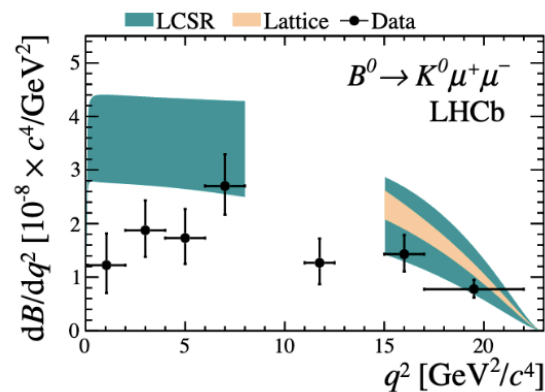 LCSR Lattice Data
B⁰→ K⁰μ⁺μ⁻
LHCb
dB/dq² [10⁻⁸ × c⁴/GeV²]
5
4
3
2
1
0
0 5 10 15 20
q² [GeV²/c⁴]